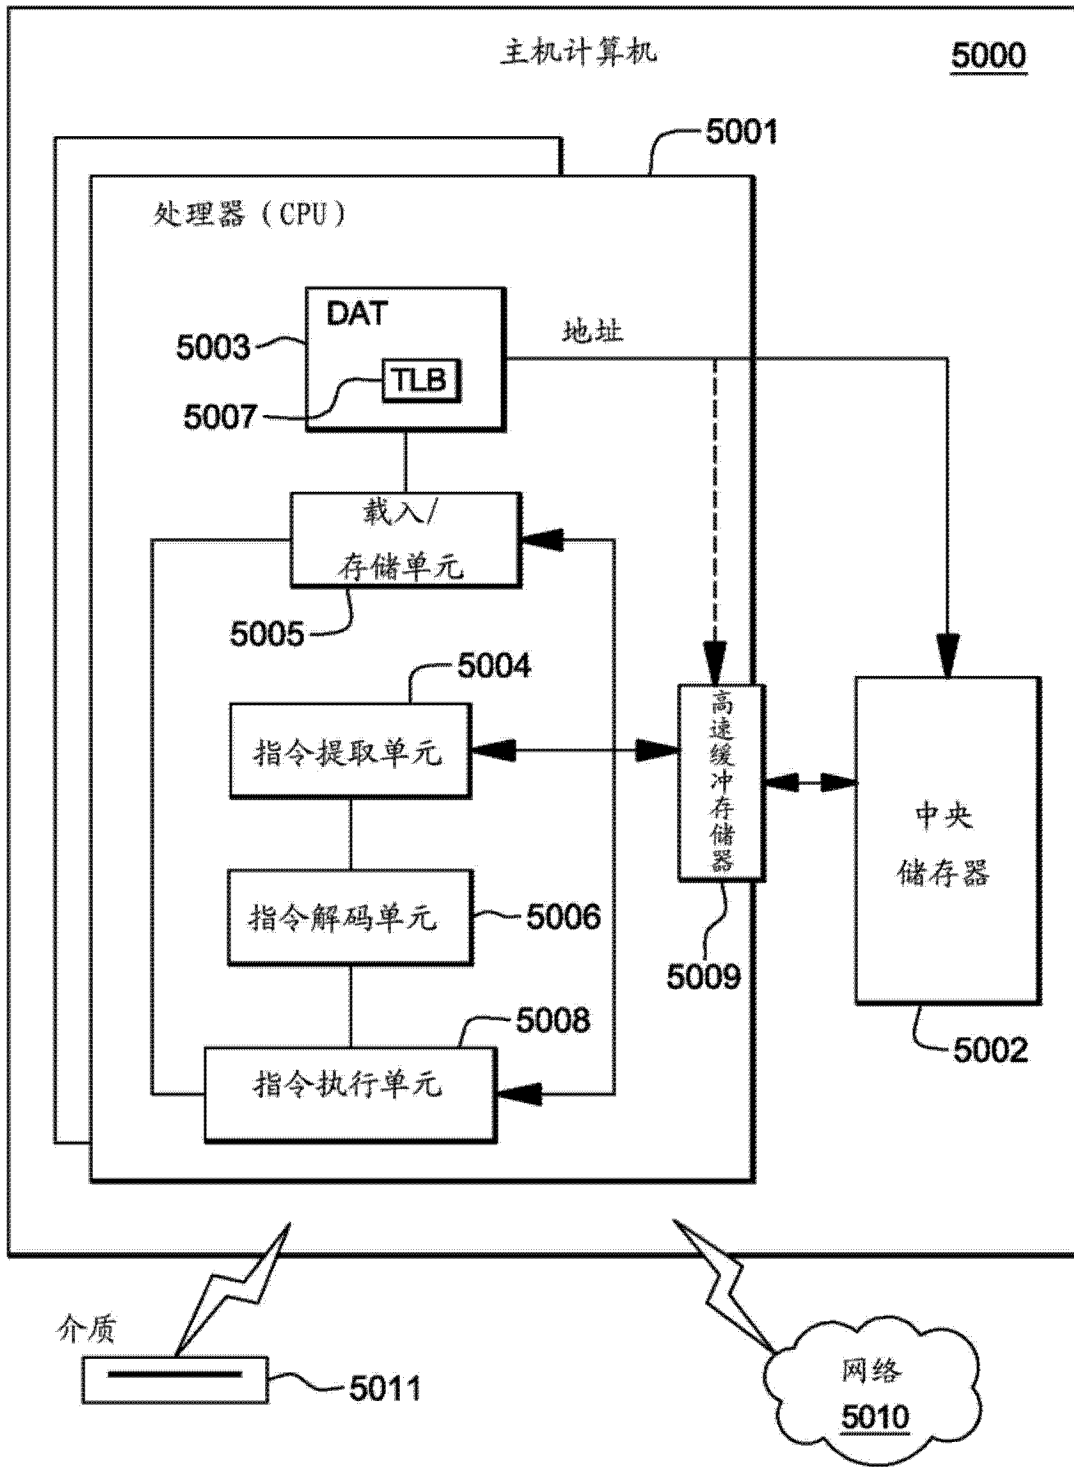 主机计算机
5000
5001
处理器（CPU）
DAT
5003
TLB
5007
地址
载入/
存储单元
5005
5004
指令提取单元
高速缓冲存储器
中央
储存器
指令解码单元
5006
5009
5008
5002
指令执行单元
介质
5011
网络
5010